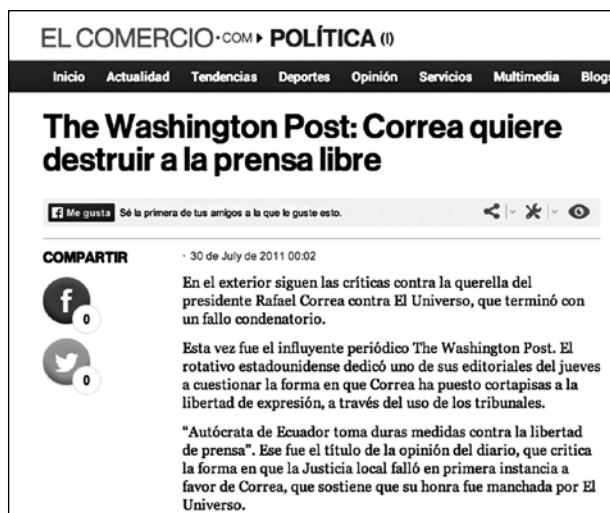 EL COMERCIO·COM▸ POLÍTICA (I)
Inicio Actualidad Tendencias Deportes Opinión Servicios Multimedia Blogs
The Washington Post: Correa quiere
destruir a la prensa libre
Me gusta Sé la primera de tus amigos a la que le guste esto.
COMPARTIR
0
0
· 30 de July de 2011 00:02
En el exterior siguen las críticas contra la querella del
presidente Rafael Correa contra El Universo, que terminó con
un fallo condenatorio.
Esta vez fue el influyente periódico The Washington Post. El
rotativo estadounidense dedicó uno de sus editoriales del jueves
a cuestionar la forma en que Correa ha puesto cortapisas a la
libertad de expresión, a través del uso de los tribunales.
“Autócrata de Ecuador toma duras medidas contra la libertad
de prensa”. Ese fue el título de la opinión del diario, que critica
la forma en que la Justicia local falló en primera instancia a
favor de Correa, que sostiene que su honra fue manchada por El
Universo.